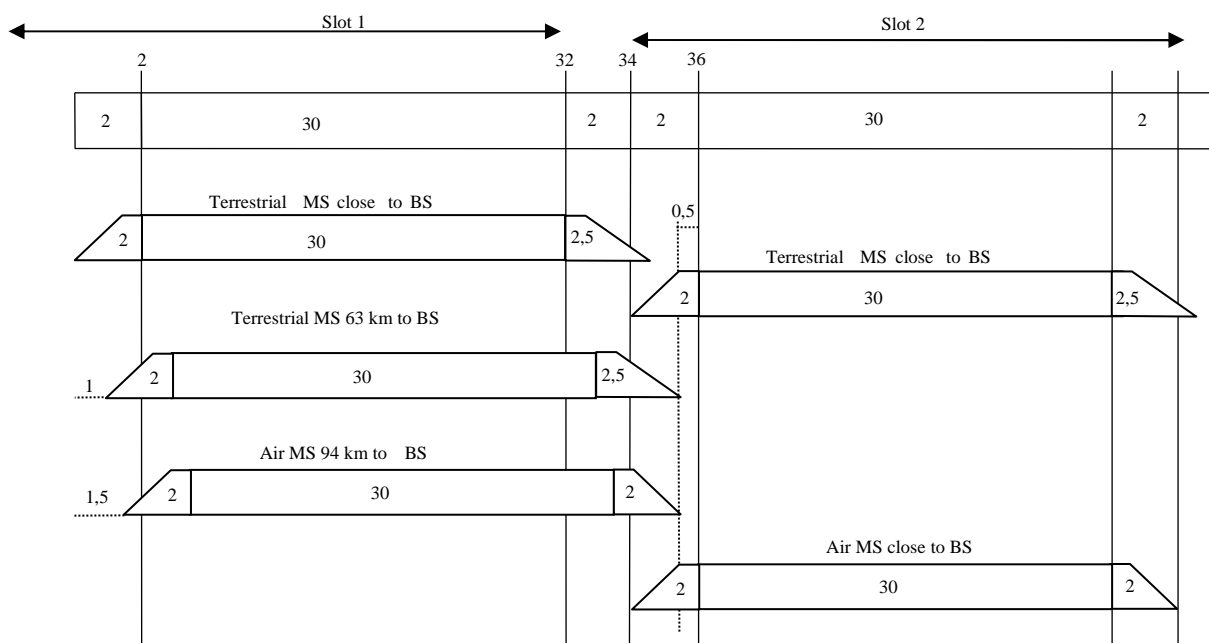 Slot 1
Slot 2
2 32 34 36
2 30 2 2 30 2
Terrestrial MS close to BS
2 30 2,5
0,5
Terrestrial MS close to BS
2 30 2,5
Terrestrial MS 63 km to BS
1 2 30 2,5
Air MS 94 km to BS
1,5 2 30 2
Air MS close to BS
2 30 2